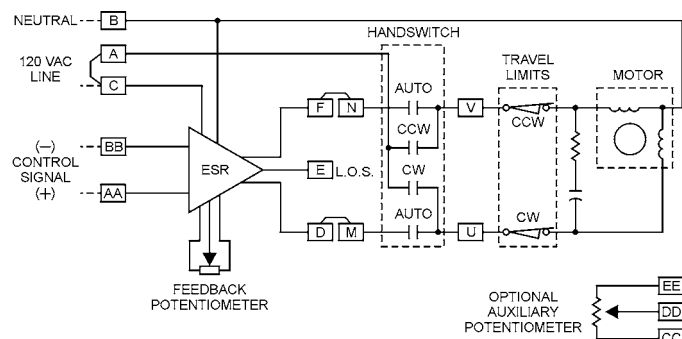 NEUTRAL
B
A
120 VAC
LINE
C
HANDSWITCH
TRAVEL
LIMITS
MOTOR
AUTO
F
N
V
CCW
CCW
(—)
BB
CONTROL
SIGNAL
(+)
AA
ESR
E
L.O.S.
CW
CW
AUTO
D
M
U
FEEDBACK
POTENTIOMETER
OPTIONAL
AUXILIARY
POTENTIOMETER
EE
DD
CC